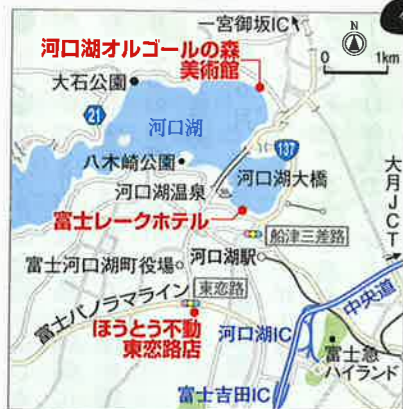 一宮御坂IC
N
河口湖オルゴールの森
美術館
0 1km
大石公園
21
河口湖
137
八木崎公園
河口湖大橋
河口湖温泉
富士レークホテル
船津三差路
大月JCT
河口湖駅
富士河口湖町役場
東恋路
中央道
富士パノラマライン
ほうとう不動
東恋路店
河口湖IC
富士急
ハイランド
富士吉田IC